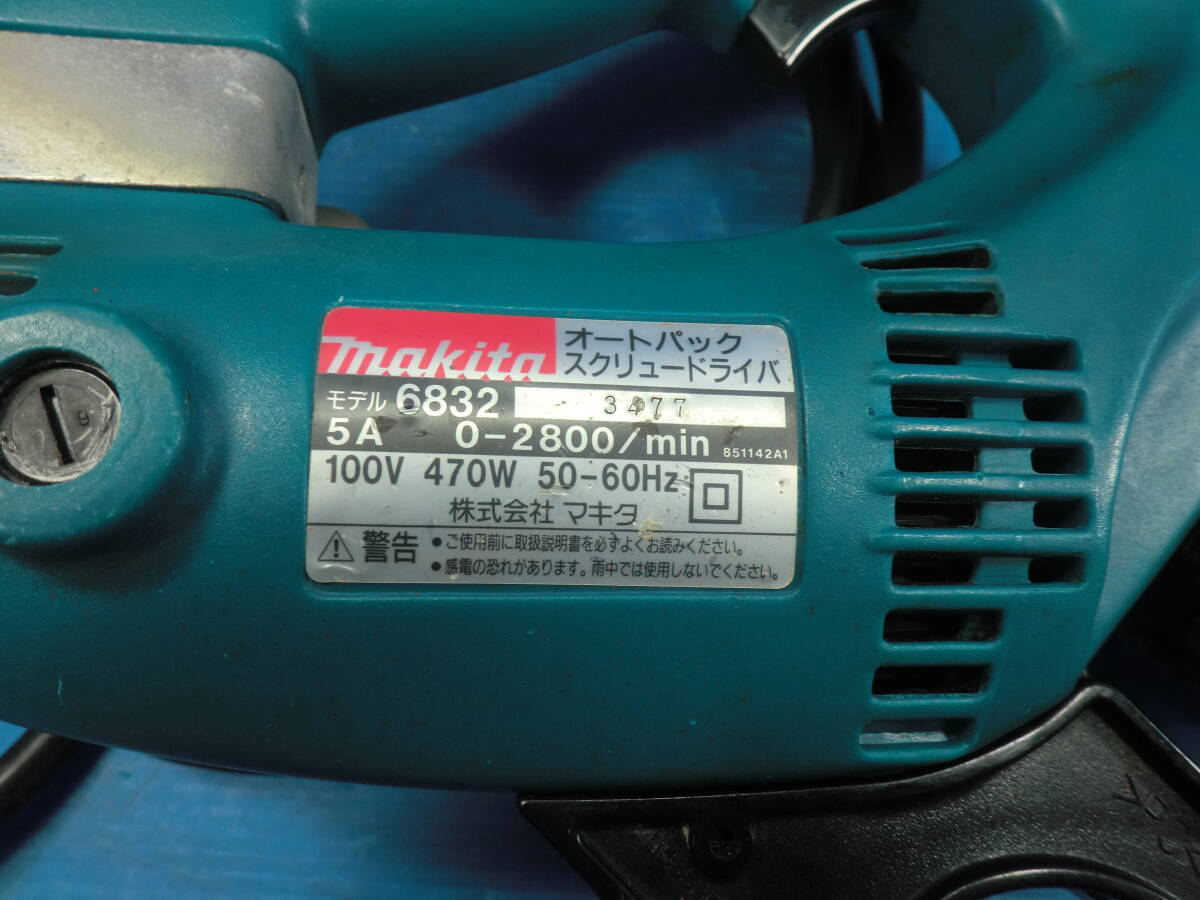 makita
オートパック
スクリュードライバ
モデル 6832 3477
5A 0-2800/min 851142A1
100V 470W 50-60Hz
株式会社 マキタ
警告 ・ご使用前に取扱説明書を必ずよくお読みください。
・感電の恐れがあります。雨中では使用しないでください。